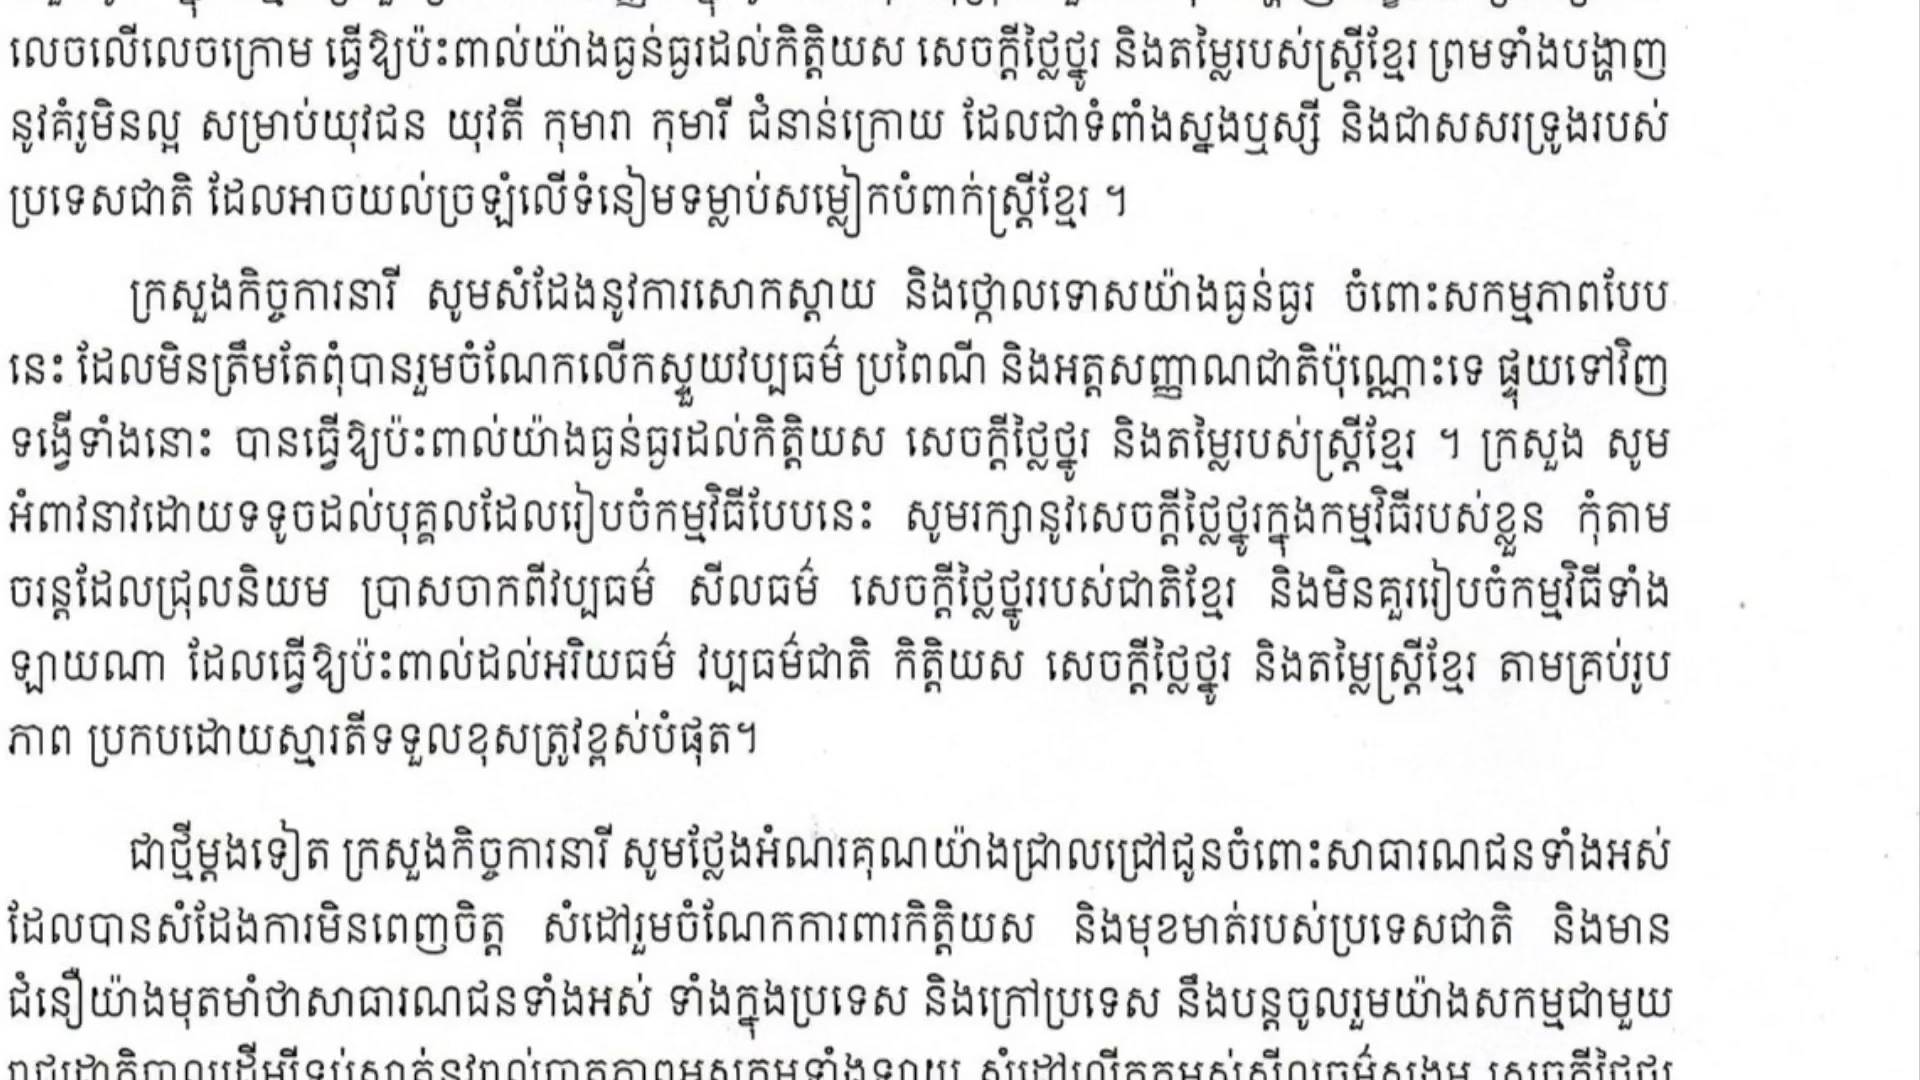 លេចលើលេចក្រោម ធ្វើឱ្យប៉ះពាល់យ៉ាងធ្ងន់ធ្ងរដល់កិត្តិយស សេចក្តីថ្លៃថ្នូរ និងតម្លៃរបស់ស្ត្រីខ្មែរ ព្រមទាំងបង្ហាញ
នូវគំរូមិនល្អ សម្រាប់យុវជន យុវតី កុមារា កុមារី ជំនាន់ក្រោយ ដែលជាទំពាំងស្នងឬស្សី និងជាសសរទ្រូងរបស់
ប្រទេសជាតិ ដែលអាចយល់ច្រឡំលើទំនៀមទម្លាប់សម្លៀកបំពាក់ស្ត្រីខ្មែរ ។
ក្រសួងកិច្ចការនារី សូមសំដែងនូវការសោកស្តាយ និងថ្កោលទោសយ៉ាងធ្ងន់ធ្ងរ ចំពោះសកម្មភាពបែប
នេះ ដែលមិនត្រឹមតែពុំបានរួមចំណែកលើកស្ទួយវប្បធម៌ ប្រពៃណី និងអត្តសញ្ញាណជាតិប៉ុណ្ណោះទេ ផ្ទុយទៅវិញ
ទង្វើទាំងនោះ បានធ្វើឱ្យប៉ះពាល់យ៉ាងធ្ងន់ធ្ងរដល់កិត្តិយស សេចក្តីថ្លៃថ្នូរ និងតម្លៃរបស់ស្ត្រីខ្មែរ ។ ក្រសួង សូម
អំពាវនាវដោយទទូចដល់បុគ្គលដែលរៀបចំកម្មវិធីបែបនេះ សូមរក្សានូវសេចក្តីថ្លៃថ្នូរក្នុងកម្មវិធីរបស់ខ្លួន កុំតាម
ចរន្តដែលជ្រុលនិយម ប្រាសចាកពីវប្បធម៌ សីលធម៌ សេចក្តីថ្លៃថ្នូររបស់ជាតិខ្មែរ និងមិនគួររៀបចំកម្មវិធីទាំង
ឡាយណា ដែលធ្វើឱ្យប៉ះពាល់ដល់អរិយធម៌ វប្បធម៌ជាតិ កិត្តិយស សេចក្តីថ្លៃថ្នូរ និងតម្លៃស្ត្រីខ្មែរ តាមគ្រប់រូប
ភាព ប្រកបដោយស្មារតីទទួលខុសត្រូវខ្ពស់បំផុត។
ជាថ្មីម្តងទៀត ក្រសួងកិច្ចការនារី សូមថ្លែងអំណរគុណយ៉ាងជ្រាលជ្រៅជូនចំពោះសាធារណជនទាំងអស់
ដែលបានសំដែងការមិនពេញចិត្ត សំដៅរួមចំណែកការពារកិត្តិយស និងមុខមាត់របស់ប្រទេសជាតិ និងមាន
ជំនឿយ៉ាងមុតមាំថាសាធារណជនទាំងអស់ ទាំងក្នុងប្រទេស និងក្រៅប្រទេស នឹងបន្តចូលរួមយ៉ាងសកម្មជាមួយ